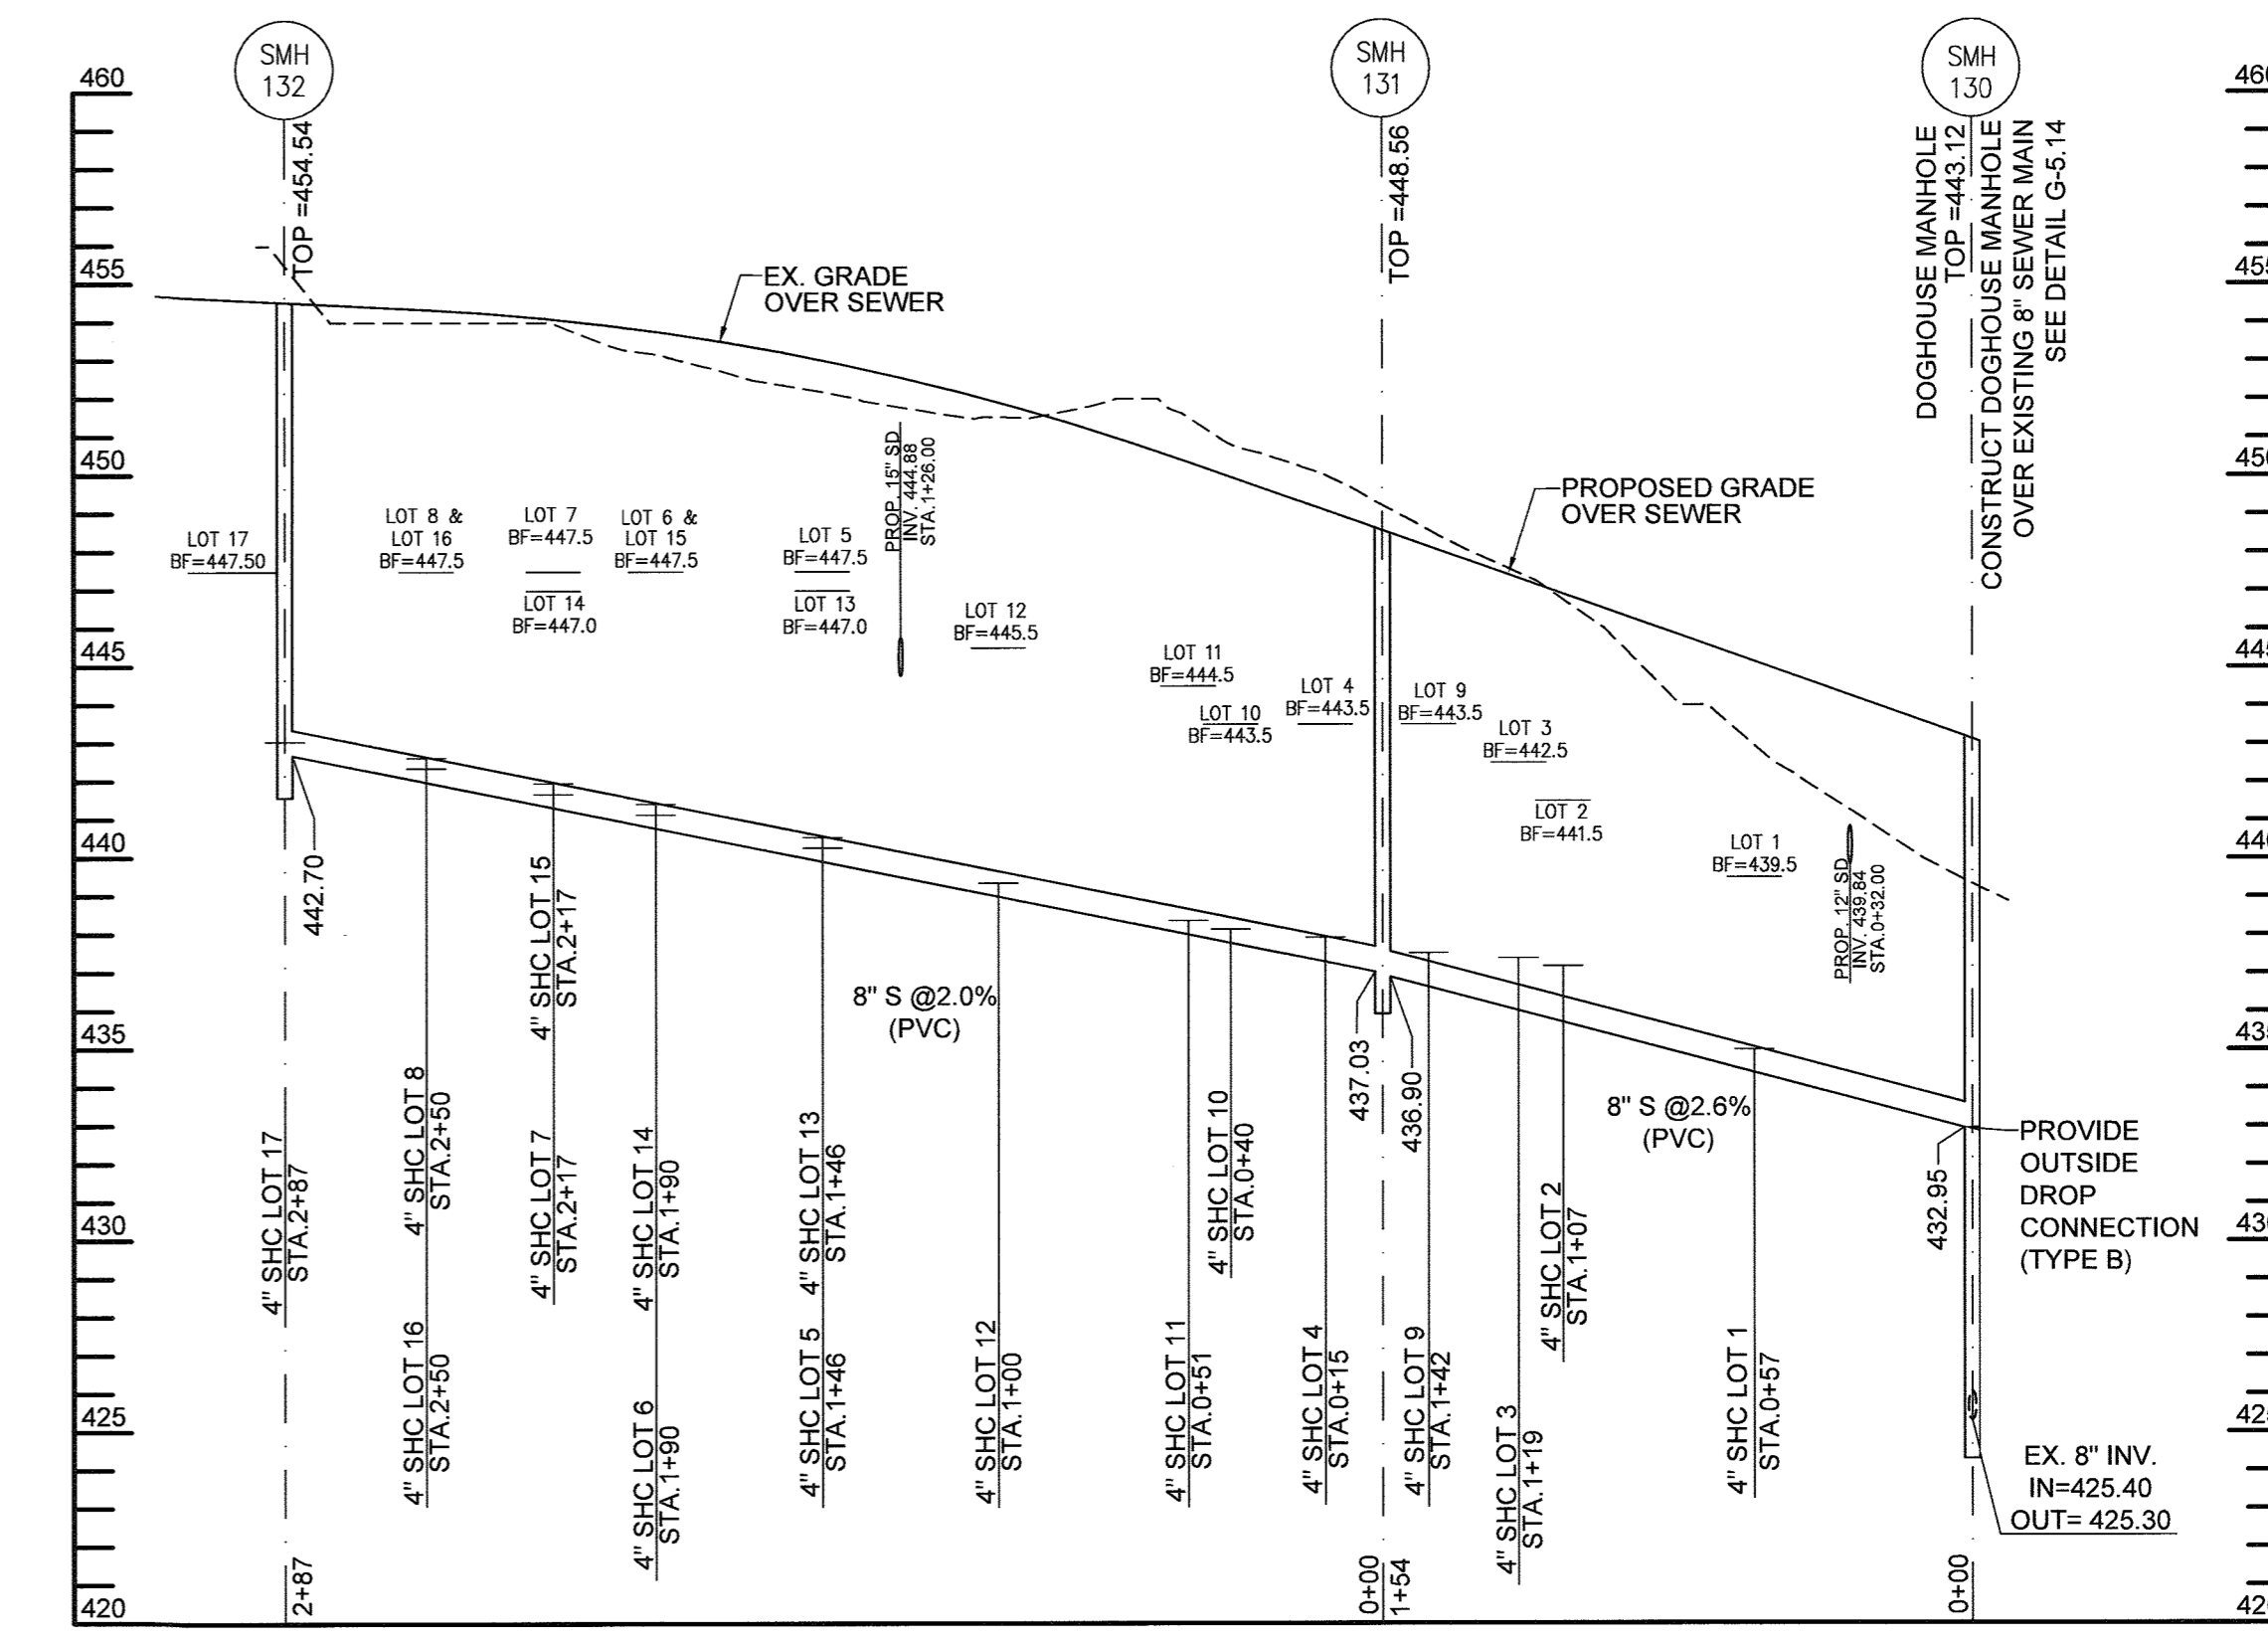 SMH
132
SMH
131
SMH
130
TOP =454.54
TOP =448.56
DOGHOUSE MANHOLE
TOP =443.12
CONSTRUCT DOGHOUSE MANHOLE
OVER EXISTING 8" SEWER MAIN
SEE DETAIL G-5.14
460
455
450
445
440
435
430
425
420
EX. GRADE
OVER SEWER
PROPOSED GRADE
OVER SEWER
LOT 17
BF=447.50
LOT 8 &
LOT 16
BF=447.5
LOT 7
BF=447.5
LOT 14
BF=447.0
LOT 6 &
LOT 15
BF=447.5
LOT 5
BF=447.5
LOT 13
BF=447.0
PROP. 15" SD
INV. 444.88
STA.1+26.00
LOT 12
BF=445.5
LOT 11
BF=444.5
LOT 10
BF=443.5
LOT 4
BF=443.5
LOT 9
BF=443.5
LOT 3
BF=442.5
LOT 2
BF=441.5
LOT 1
BF=439.5
PROP. 12" SD
INV. 439.84
STA.0+32.00
442.70
8" S @2.0%
(PVC)
437.03
436.90
8" S @2.6%
(PVC)
432.95
PROVIDE
OUTSIDE
DROP
CONNECTION
(TYPE B)
4" SHC LOT 17
STA.2+87
4" SHC LOT 8
STA.2+50
4" SHC LOT 16
STA.2+50
4" SHC LOT 15
STA.2+17
4" SHC LOT 7
STA.2+17
4" SHC LOT 14
STA.1+90
4" SHC LOT 6
STA.1+90
4" SHC LOT 13
STA.1+46
4" SHC LOT 5
STA.1+46
4" SHC LOT 12
STA.1+00
4" SHC LOT 11
STA.0+51
4" SHC LOT 10
STA.0+40
4" SHC LOT 4
STA.0+15
4" SHC LOT 9
STA.1+42
4" SHC LOT 3
STA.1+19
4" SHC LOT 2
STA.1+07
4" SHC LOT 1
STA.0+57
EX. 8" INV.
IN=425.40
OUT= 425.30
2+87
0+00
1+54
0+00